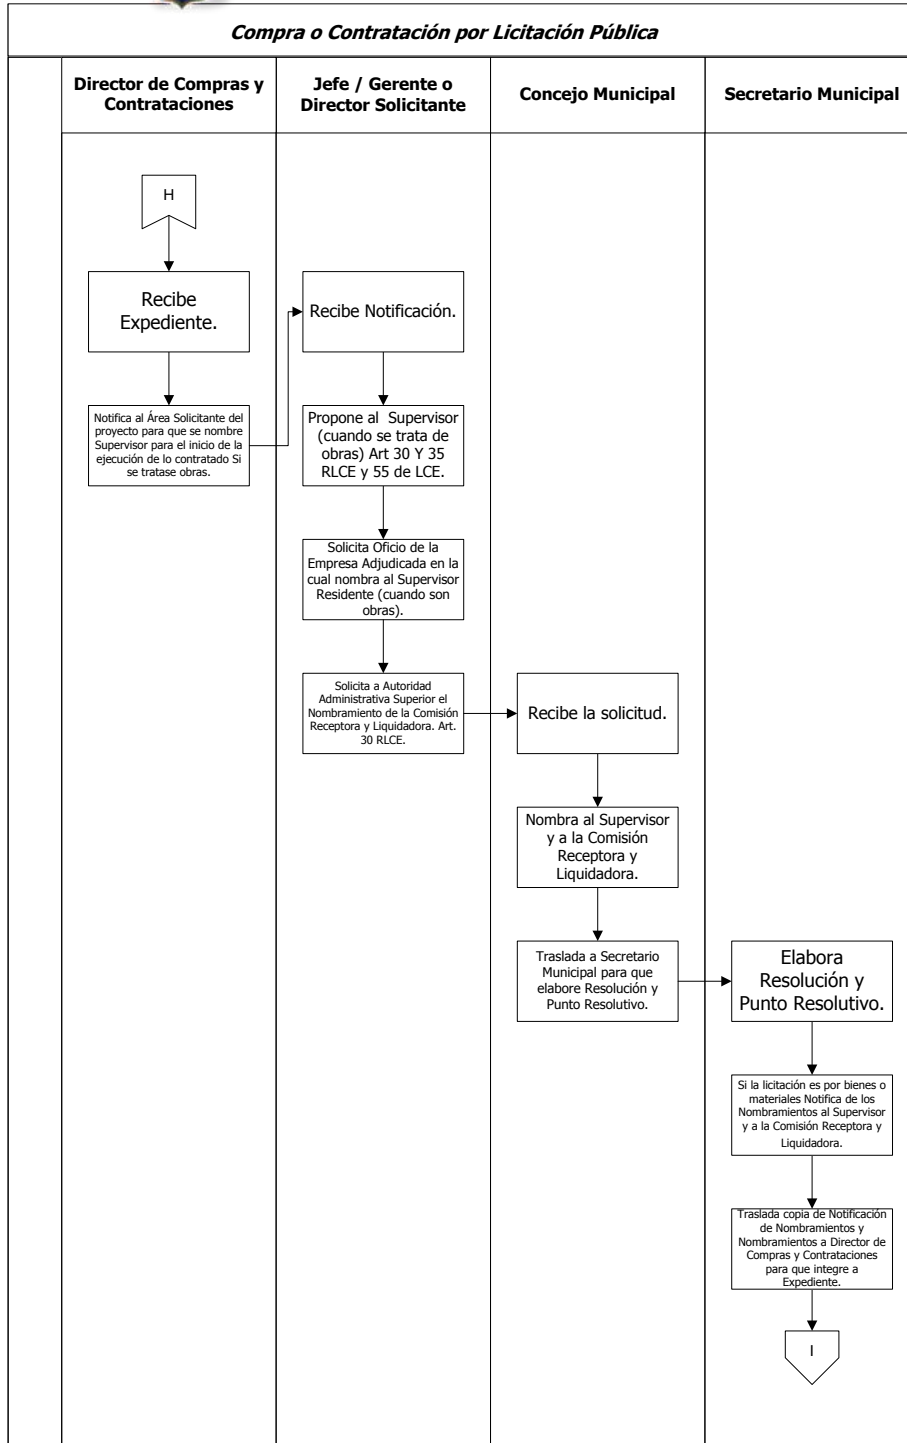 Compra o Contratación por Licitación Pública
Director de Compras y
Contrataciones
Jefe / Gerente o
Director Solicitante
Concejo Municipal
Secretario Municipal
H
Recibe
Expediente.
Notifica al Área Solicitante del
proyecto para que se nombre
Supervisor para el inicio de la
ejecución de lo contratado Si
se tratase obras.
Recibe Notificación.
Propone al Supervisor
(cuando se trata de
obras) Art 30 Y 35
RLCE y 55 de LCE.
Solicita Oficio de la
Empresa Adjudicada en la
cual nombra al Supervisor
Residente (cuando son
obras).
Solicita a Autoridad
Administrativa Superior el
Nombramiento de la Comisión
Receptora y Liquidadora. Art.
30 RLCE.
Recibe la solicitud.
Nombra al Supervisor
y a la Comisión
Receptora y
Liquidadora.
Traslada a Secretario
Municipal para que
elabore Resolución y
Punto Resolutivo.
Elabora
Resolución y
Punto Resolutivo.
Si la licitación es por bienes o
materiales Notifica de los
Nombramientos al Supervisor
y a la Comisión Receptora y
Liquidadora.
Traslada copia de Notificación
de Nombramientos y
Nombramientos a Director de
Compras y Contrataciones
para que integre a
Expediente.
I